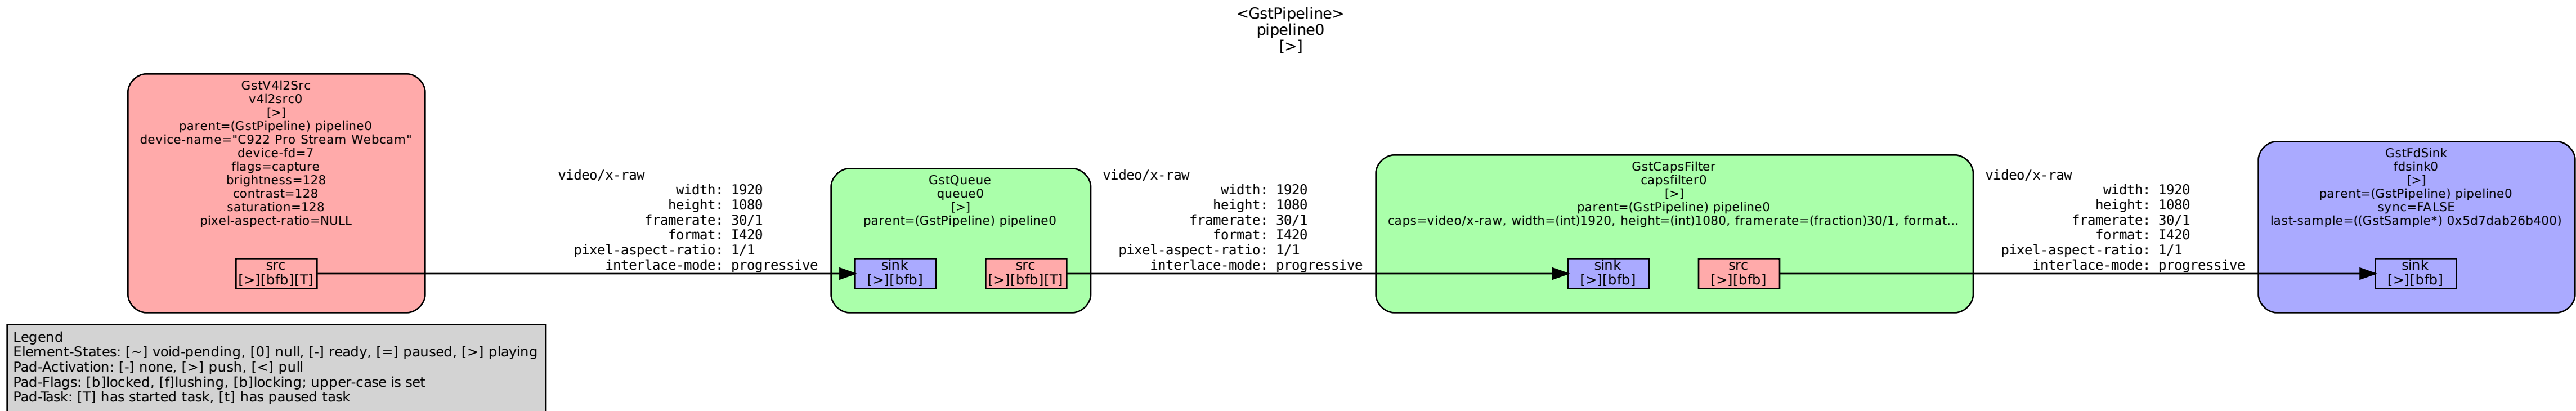 <GstPipeline>
pipeline0
[>]
GstV4l2Src
v4l2src0
[>]
parent=(GstPipeline) pipeline0
device-name="C922 Pro Stream Webcam"
device-fd=7
flags=capture
brightness=128
contrast=128
saturation=128
pixel-aspect-ratio=NULL
src
[>][bfb][T]
video/x-raw
width: 1920
height: 1080
framerate: 30/1
format: I420
pixel-aspect-ratio: 1/1
interlace-mode: progressive
GstQueue
queue0
[>]
parent=(GstPipeline) pipeline0
sink
[>][bfb]
src
[>][bfb][T]
video/x-raw
width: 1920
height: 1080
framerate: 30/1
format: I420
pixel-aspect-ratio: 1/1
interlace-mode: progressive
GstCapsFilter
capsfilter0
[>]
parent=(GstPipeline) pipeline0
caps=video/x-raw, width=(int)1920, height=(int)1080, framerate=(fraction)30/1, format…
sink
[>][bfb]
src
[>][bfb]
video/x-raw
width: 1920
height: 1080
framerate: 30/1
format: I420
pixel-aspect-ratio: 1/1
interlace-mode: progressive
GstFdSink
fdsink0
[>]
parent=(GstPipeline) pipeline0
sync=FALSE
last-sample=((GstSample*) 0x5d7dab26b400)
sink
[>][bfb]
Legend
Element-States: [~] void-pending, [0] null, [-] ready, [=] paused, [>] playing
Pad-Activation: [-] none, [>] push, [<] pull
Pad-Flags: [b]locked, [f]lushing, [b]locking; upper-case is set
Pad-Task: [T] has started task, [t] has paused task